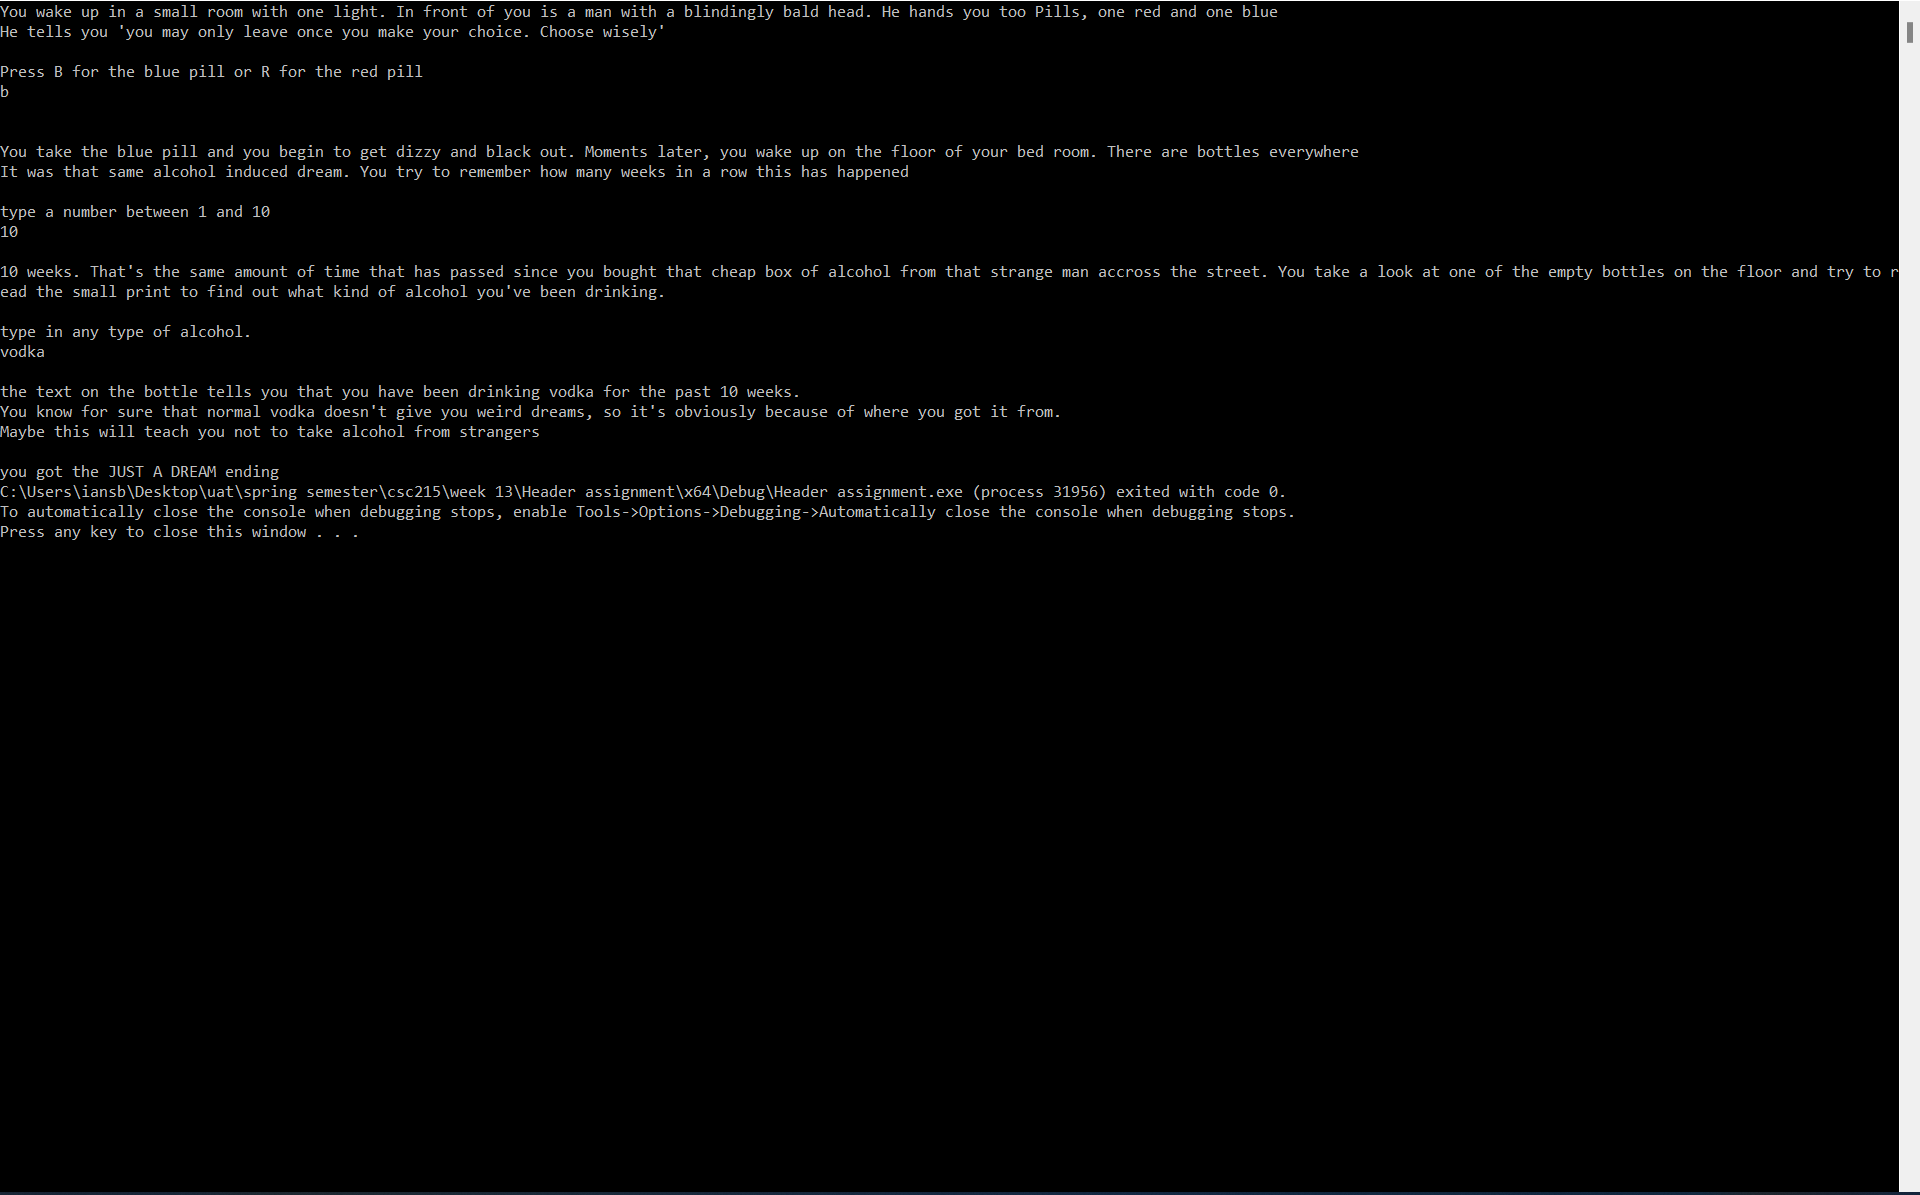 You wake up in a small room with one light. In front of you is a man with a blindingly bald head. He hands you too Pills, one red and one blue
He tells you 'you may only leave once you make your choice. Choose wisely'
Press B for the blue pill or R for the red pill
b
You take the blue pill and you begin to get dizzy and black out. Moments later, you wake up on the floor of your bed room. There are bottles everywhere
It was that same alcohol induced dream. You try to remember how many weeks in a row this has happened
type a number between 1 and 10
10
10 weeks. That's the same amount of time that has passed since you bought that cheap box of alcohol from that strange man accross the street. You take a look at one of the empty bottles on the floor and try to r
ead the small print to find out what kind of alcohol you've been drinking.
type in any type of alcohol.
vodka
the text on the bottle tells you that you have been drinking vodka for the past 10 weeks.
You know for sure that normal vodka doesn't give you weird dreams, so it's obviously because of where you got it from.
Maybe this will teach you not to take alcohol from strangers
you got the JUST A DREAM ending
C:\Users\iansb\Desktop\uat\spring semester\csc215\week 13\Header assignment\x64\Debug\Header assignment.exe (process 31956) exited with code 0.
To automatically close the console when debugging stops, enable Tools->Options->Debugging->Automatically close the console when debugging stops.
Press any key to close this window . . .